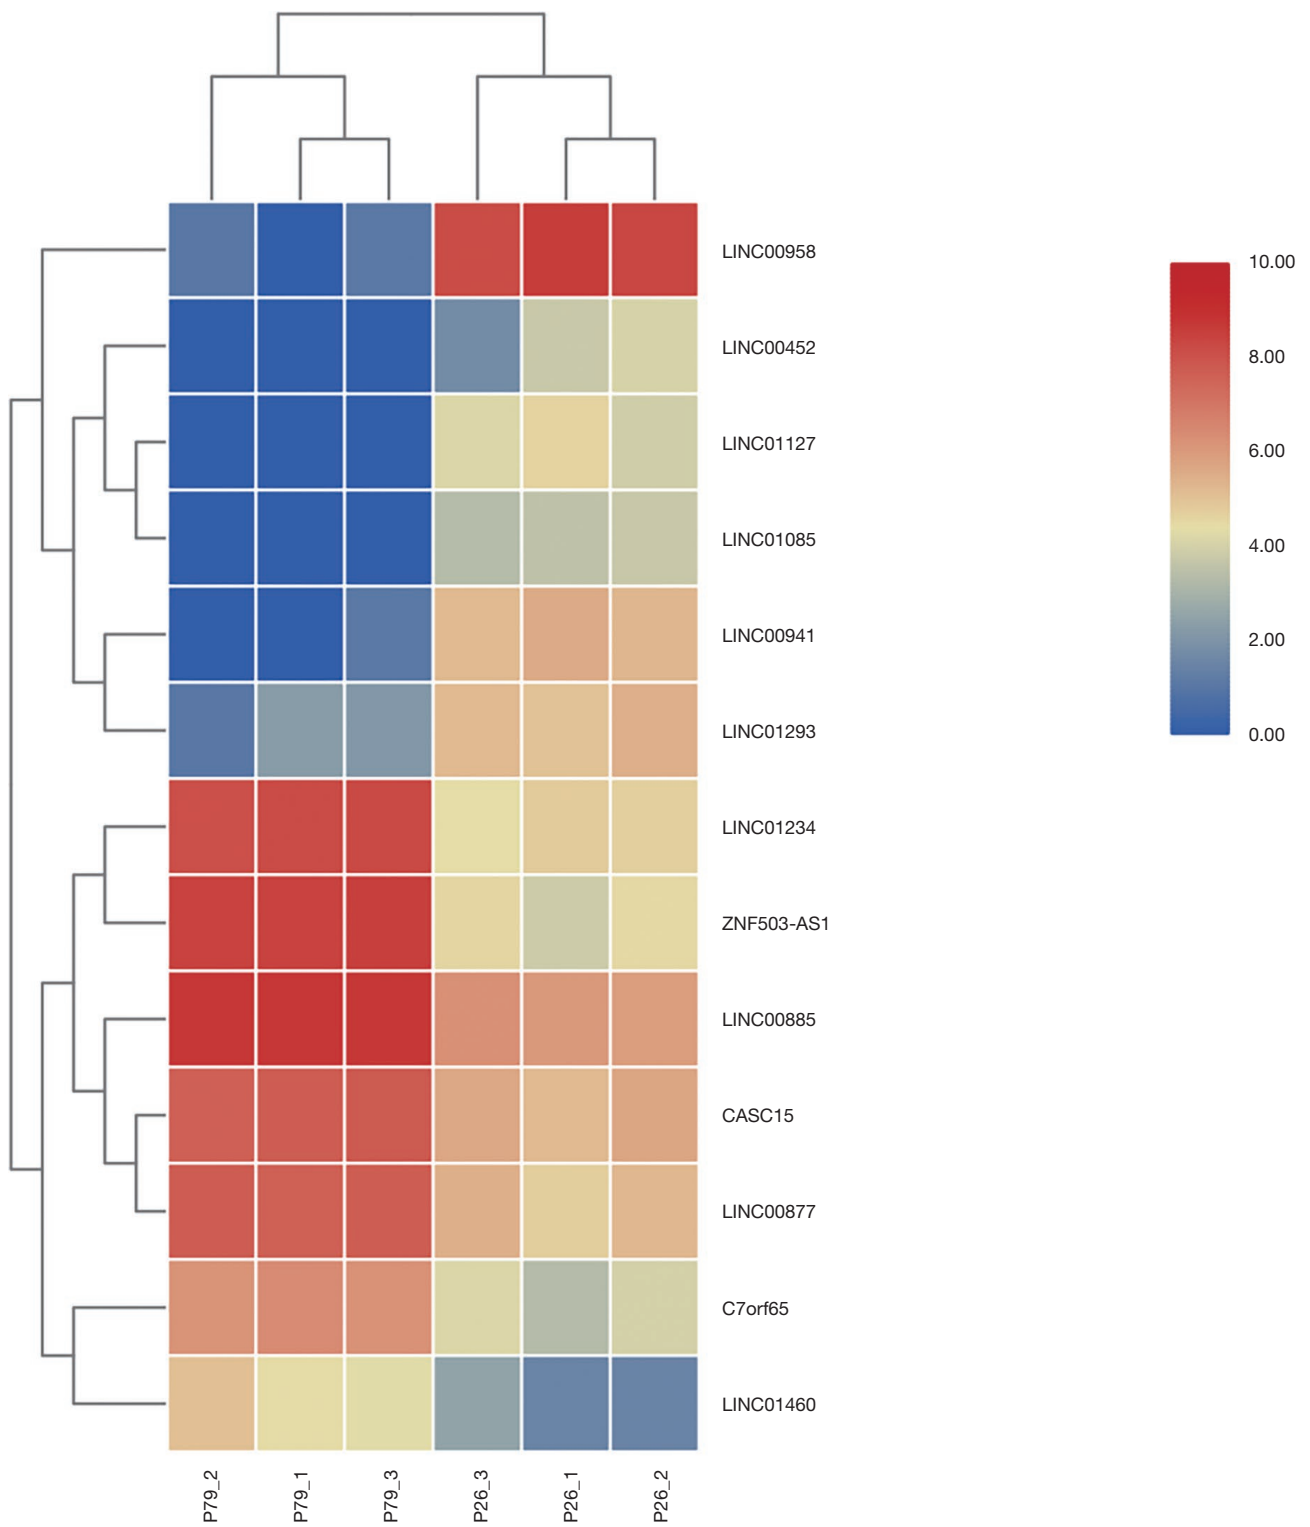 LINC00958
LINC00452
LINC01127
LINC01085
LINC00941
LINC01293
LINC01234
ZNF503-AS1
LINC00885
CASC15
LINC00877
C7orf65
LINC01460
10.00
8.00
6.00
4.00
2.00
0.00
P79_2
P79_1
P79_3
P26_3
P26_1
P26_2